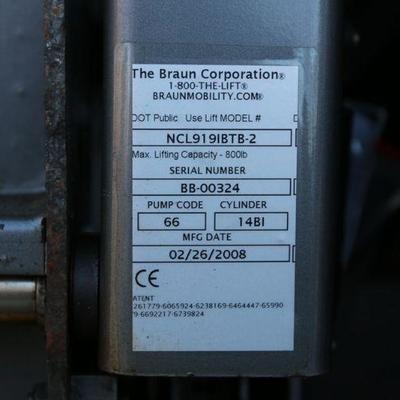 The Braun Corporation®
1-800-THE-LIFT®
BRAUNMOBILITY.COM®
DOT Public Use Lift MODEL #
NCL919IBTB-2
Max. Lifting Capacity - 800lb
SERIAL NUMBER
BB-00324
PUMP CODE CYLINDER
66 14BI
MFG DATE
02/26/2008
CE
PATENT
261779-6065924-6238169-6464447-65990
9-6692217-6739824